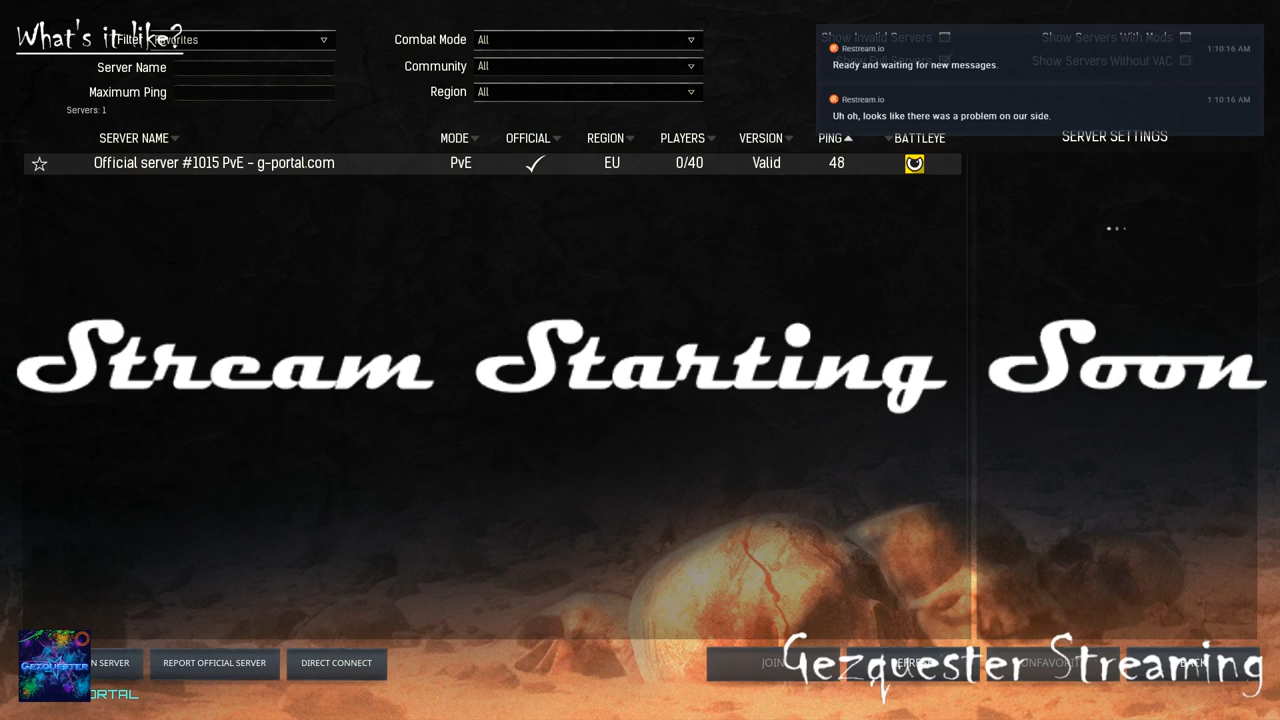 What's it like?
Filter Favorites
Combat Mode All
Show Invalid Servers
Show Servers With Mods
Server Name
Community All
Show Servers Without VAC
Maximum Ping
Region All
Servers: 1
Restream.io 1:10:16 AM
Ready and waiting for new messages.
Restream.io 1:10:16 AM
Uh oh, looks like there was a problem on our side.
SERVER NAME MODE OFFICIAL REGION PLAYERS VERSION PING BATTLEYE
SERVER SETTINGS
Official server #1015 PvE - g-portal.com PvE EU 0/40 Valid 48
Stream Starting Soon
N SERVER
REPORT OFFICIAL SERVER
DIRECT CONNECT
JOIN
Gezquester Streaming
GEZQUESTER
ORTAL